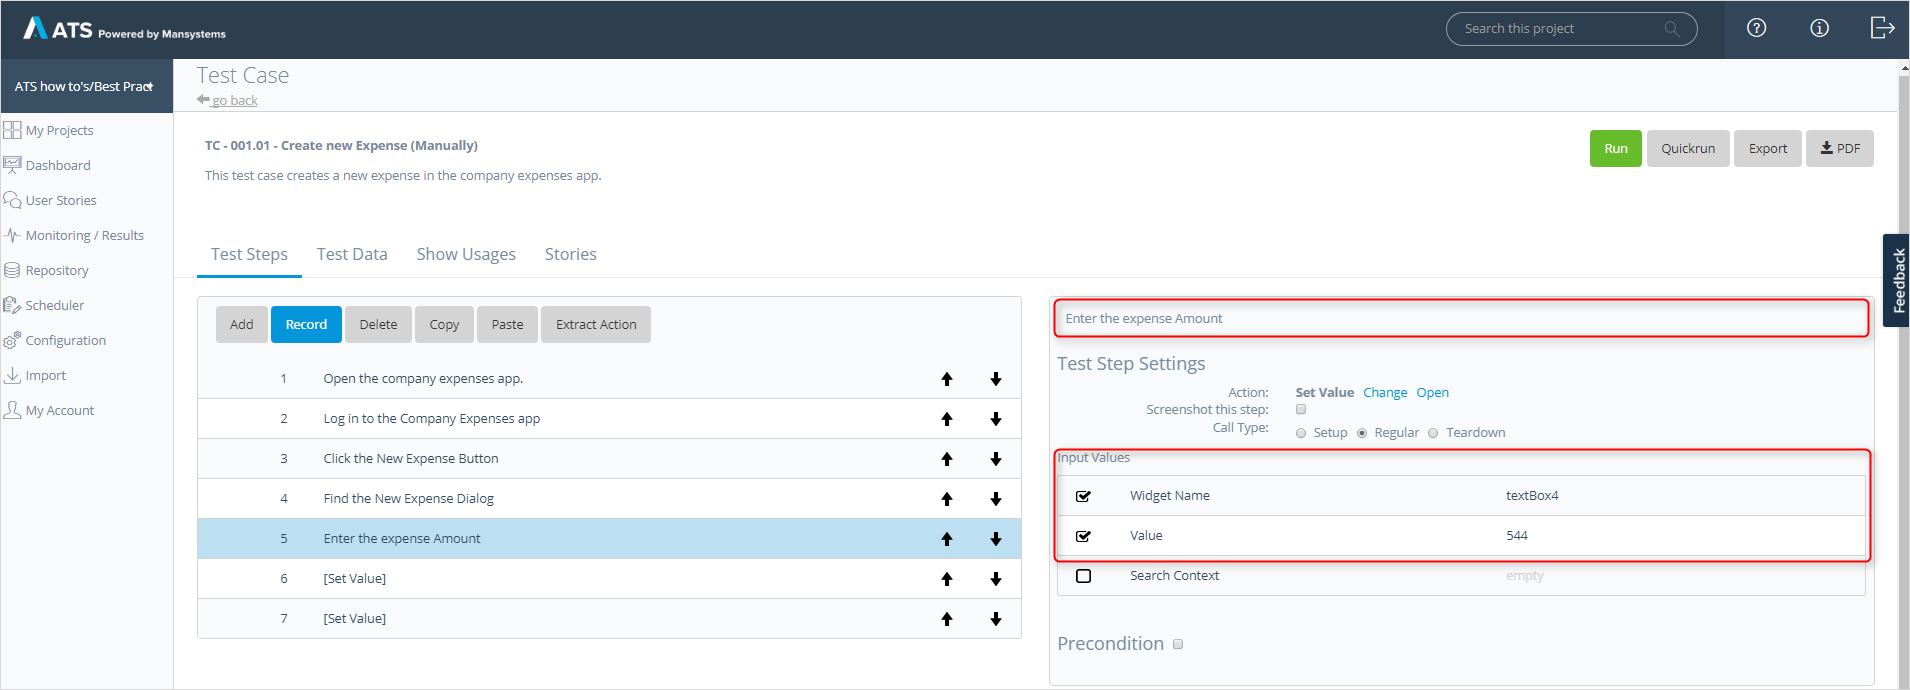 ATS Powered by Mansystems
Search this project
ATS how to's/Best Pract
Test Case
go back
My Projects
Dashboard
User Stories
Monitoring / Results
Repository
Scheduler
Configuration
Import
My Account
TC - 001.01 - Create new Expense (Manually)
This test case creates a new expense in the company expenses app.
Run Quickrun Export PDF
Feedback
Test Steps Test Data Show Usages Stories
Add Record Delete Copy Paste Extract Action
1 Open the company expenses app.
2 Log in to the Company Expenses app
3 Click the New Expense Button
4 Find the New Expense Dialog
5 Enter the expense Amount
6 [Set Value]
7 [Set Value]
Enter the expense Amount
Test Step Settings
Action: Set Value Change Open
Screenshot this step:
Call Type: Setup Regular Teardown
Input Values
Widget Name textBox4
Value 544
Search Context empty
Precondition